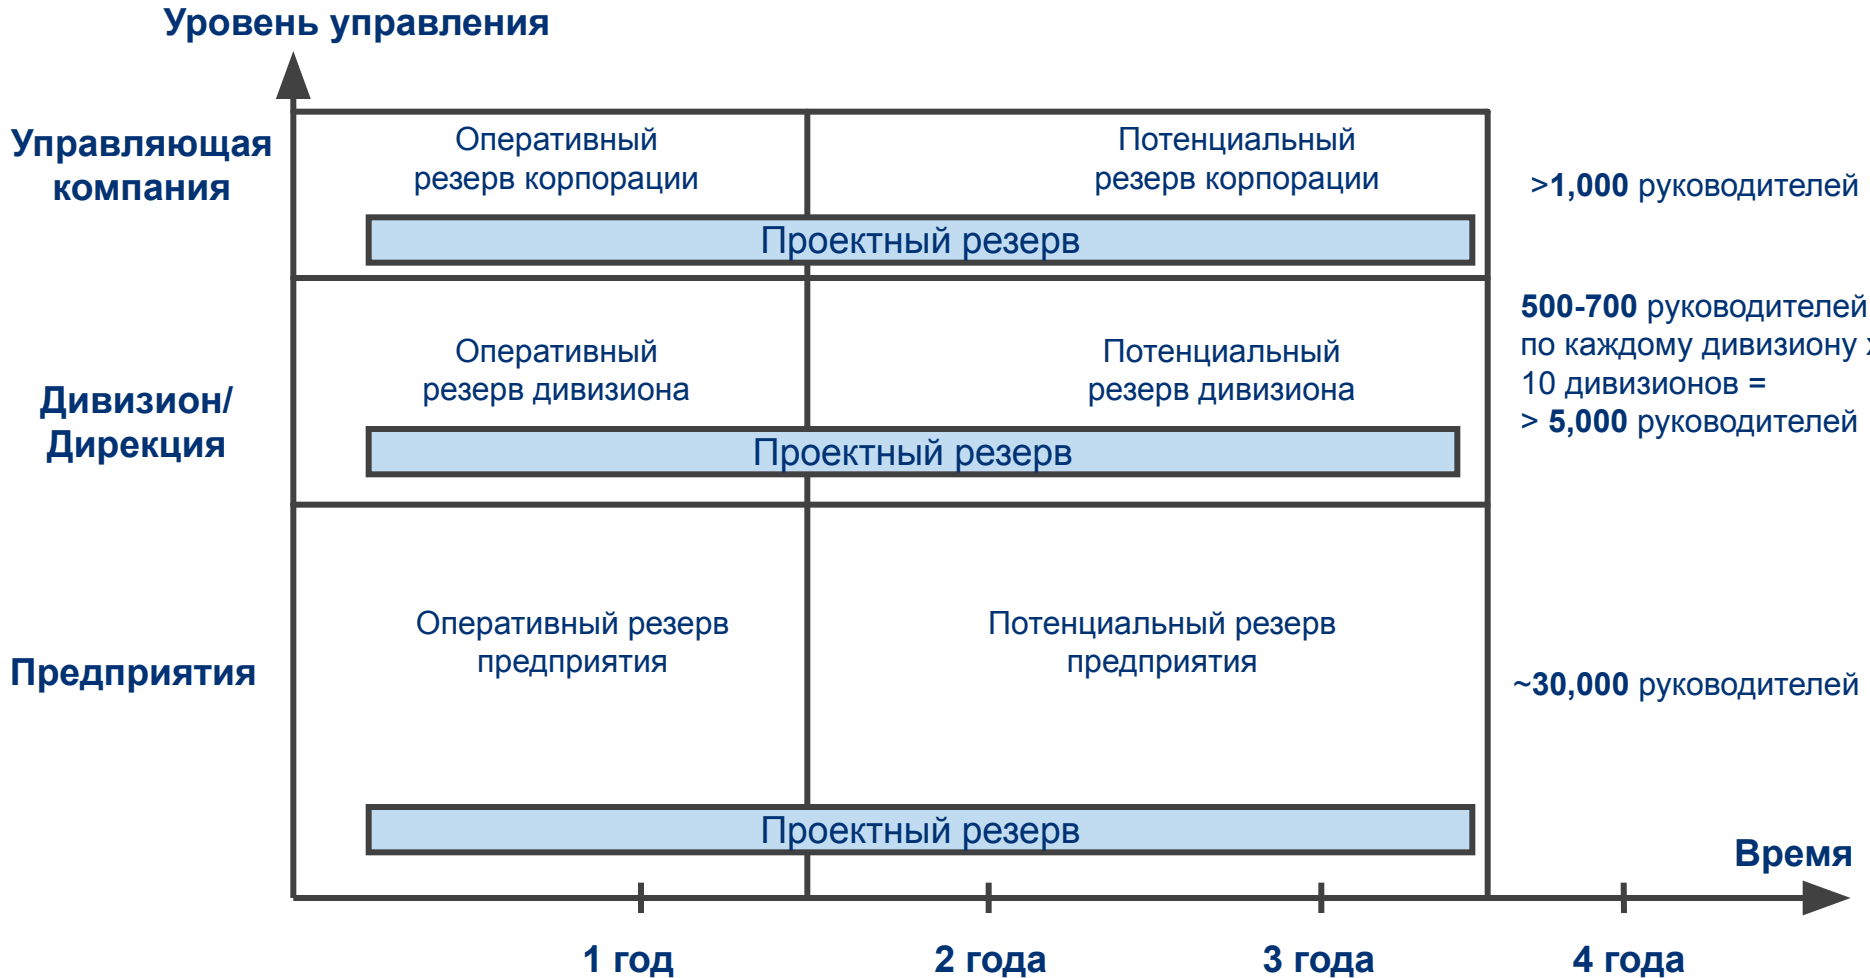 Уровень управления
Управляющая
компания
Оперативный
резерв корпорации
Потенциальный
резерв корпорации
Проектный резерв
>1,000 руководителей
Дивизион/
Дирекция
Оперативный
резерв дивизиона
Потенциальный
резерв дивизиона
Проектный резерв
500-700 руководителей
по каждому дивизиону х
10 дивизионов =
> 5,000 руководителей
Предприятия
Оперативный резерв
предприятия
Потенциальный резерв
предприятия
Проектный резерв
~30,000 руководителей
Время
1 год
2 года
3 года
4 года